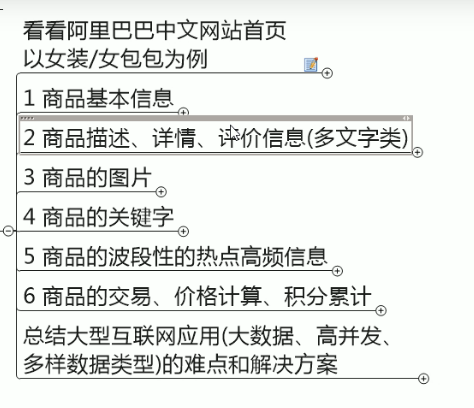 看看阿里巴巴中文网站首页
以女装/女包包为例
1 商品基本信息
2 商品描述、详情、评价信息(多文字类)
3 商品的图片
4 商品的关键字
5 商品的波段性的热点高频信息
6 商品的交易、价格计算、积分累计
总结大型互联网应用(大数据、高并发、
多样数据类型)的难点和解决方案